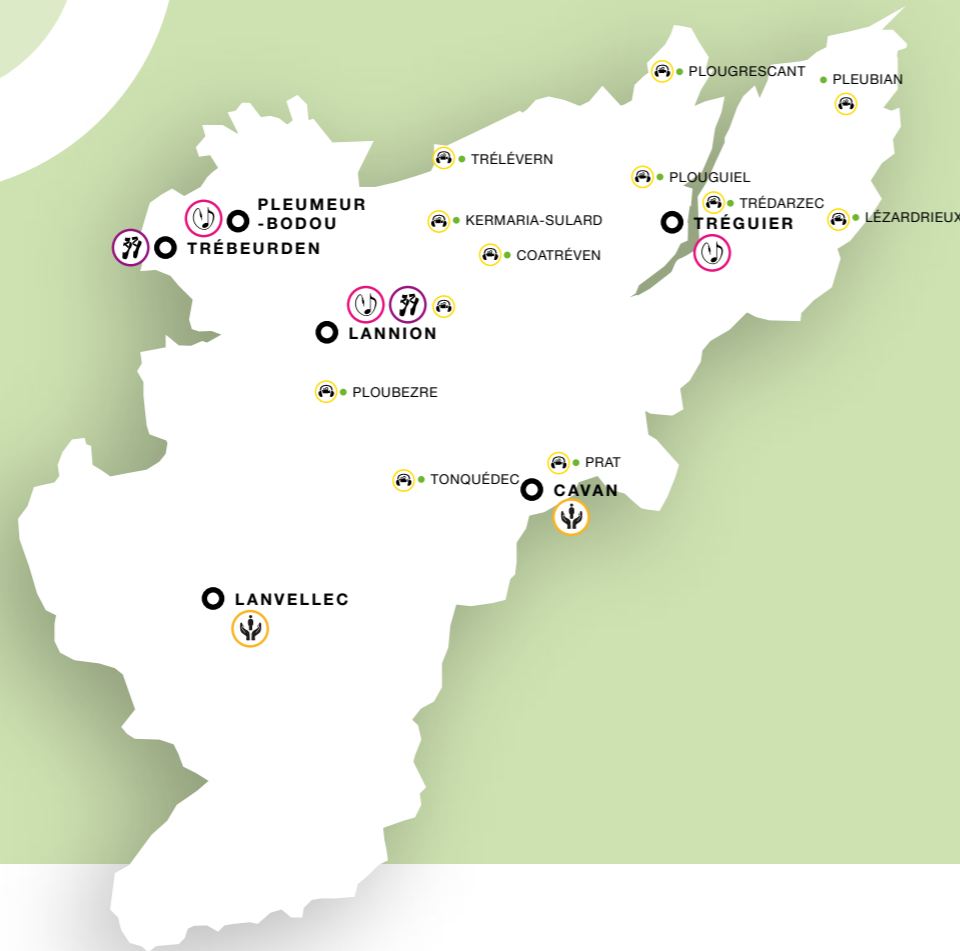 PLOUGRESCANT
PLEUBIAN
TRÉLÉVERN
PLOUGUIEL
PLEUMEUR
-BODOU
TRÉDARZEC
KERMARIA-SULARD
TRÉGUIER
LÉZARDRIEUX
TRÉBEURDEN
COATRÉVEN
LANNION
PLOUBEZRE
PRAT
TONQUÉDEC
CAVAN
LANVELLEC